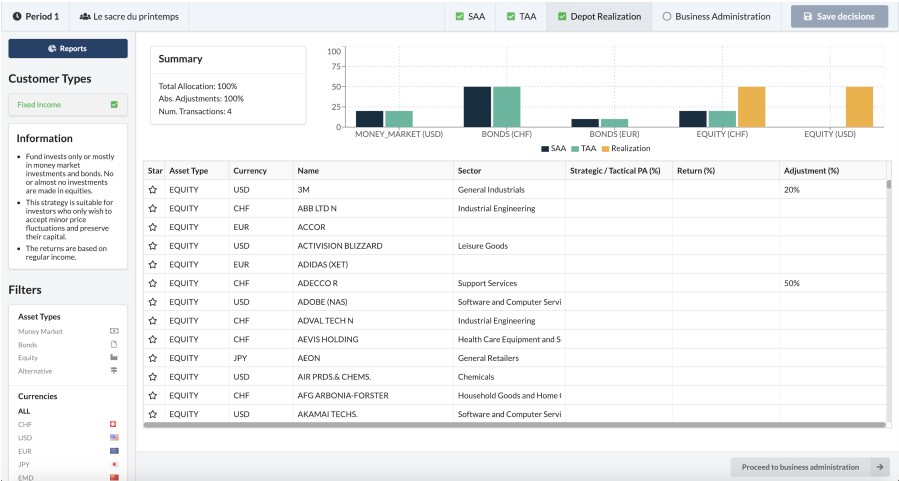 Period 1
Le sacre du printemps
SAA
TAA
Depot Realization
Business Administration
Save decisions
Reports
Customer Types
Fixed Income
Information
Fund invests only or mostly
in money market
investments and bonds. No
or almost no investments
are made in equities.
This strategy is suitable for
investors who only wish to
accept minor price
fluctuations and preserve
their capital.
The returns are based on
regular income.
Filters
Asset Types
Money Market
Bonds
Equity
Alternative
Currencies
ALL
CHF
USD
EUR
JPY
EMD
Summary
Total Allocation: 100%
Abs. Adjustments: 100%
Num. Transactions: 4
100
75
50
25
0
MONEY_MARKET (USD)
BONDS (CHF)
BONDS (EUR)
EQUITY (CHF)
EQUITY (USD)
SAA TAA Realization
Star Asset Type Currency Name Sector Strategic / Tactical PA (%) Return (%) Adjustment (%)
EQUITY USD 3M General Industrials 20%
EQUITY CHF ABB LTD N Industrial Engineering
EQUITY EUR ACCOR
EQUITY USD ACTIVISION BLIZZARD Leisure Goods
EQUITY EUR ADIDAS (XET)
EQUITY CHF ADECCO R Support Services 50%
EQUITY USD ADOBE (NAS) Software and Computer Servi
EQUITY CHF ADVAL TECH N Industrial Engineering
EQUITY CHF AEVIS HOLDING Health Care Equipment and S
EQUITY JPY AEON General Retailers
EQUITY USD AIR PRDS.& CHEMS. Chemicals
EQUITY CHF AFG ARBONIA-FORSTER Household Goods and Home
EQUITY USD AKAMAI TECHS. Software and Computer Servi
Proceed to business administration